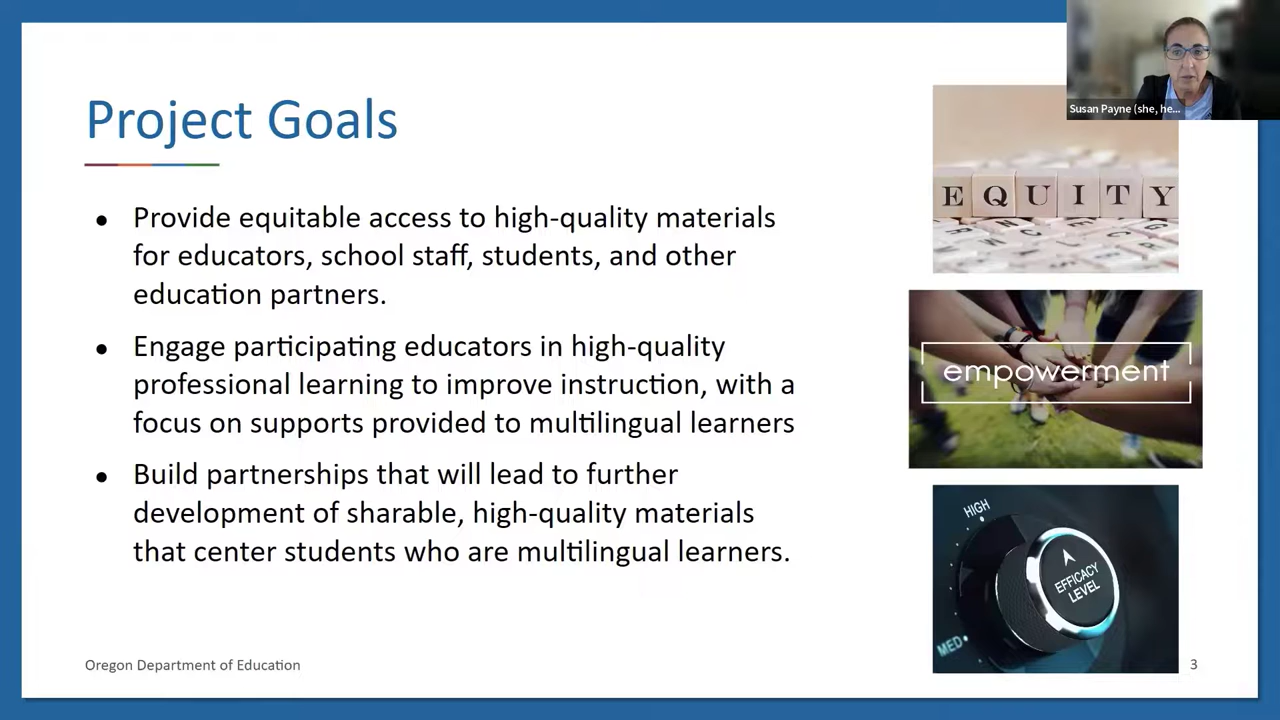 Susan Payne (she, he...
Project Goals
● Provide equitable access to high-quality materials
for educators, school staff, students, and other
education partners.
● Engage participating educators in high-quality
professional learning to improve instruction, with a
focus on supports provided to multilingual learners
● Build partnerships that will lead to further
development of sharable, high-quality materials
that center students who are multilingual learners.
EQUITY
empowerment
HIGH
EFFICACY
LEVEL
MED
Oregon Department of Education
3